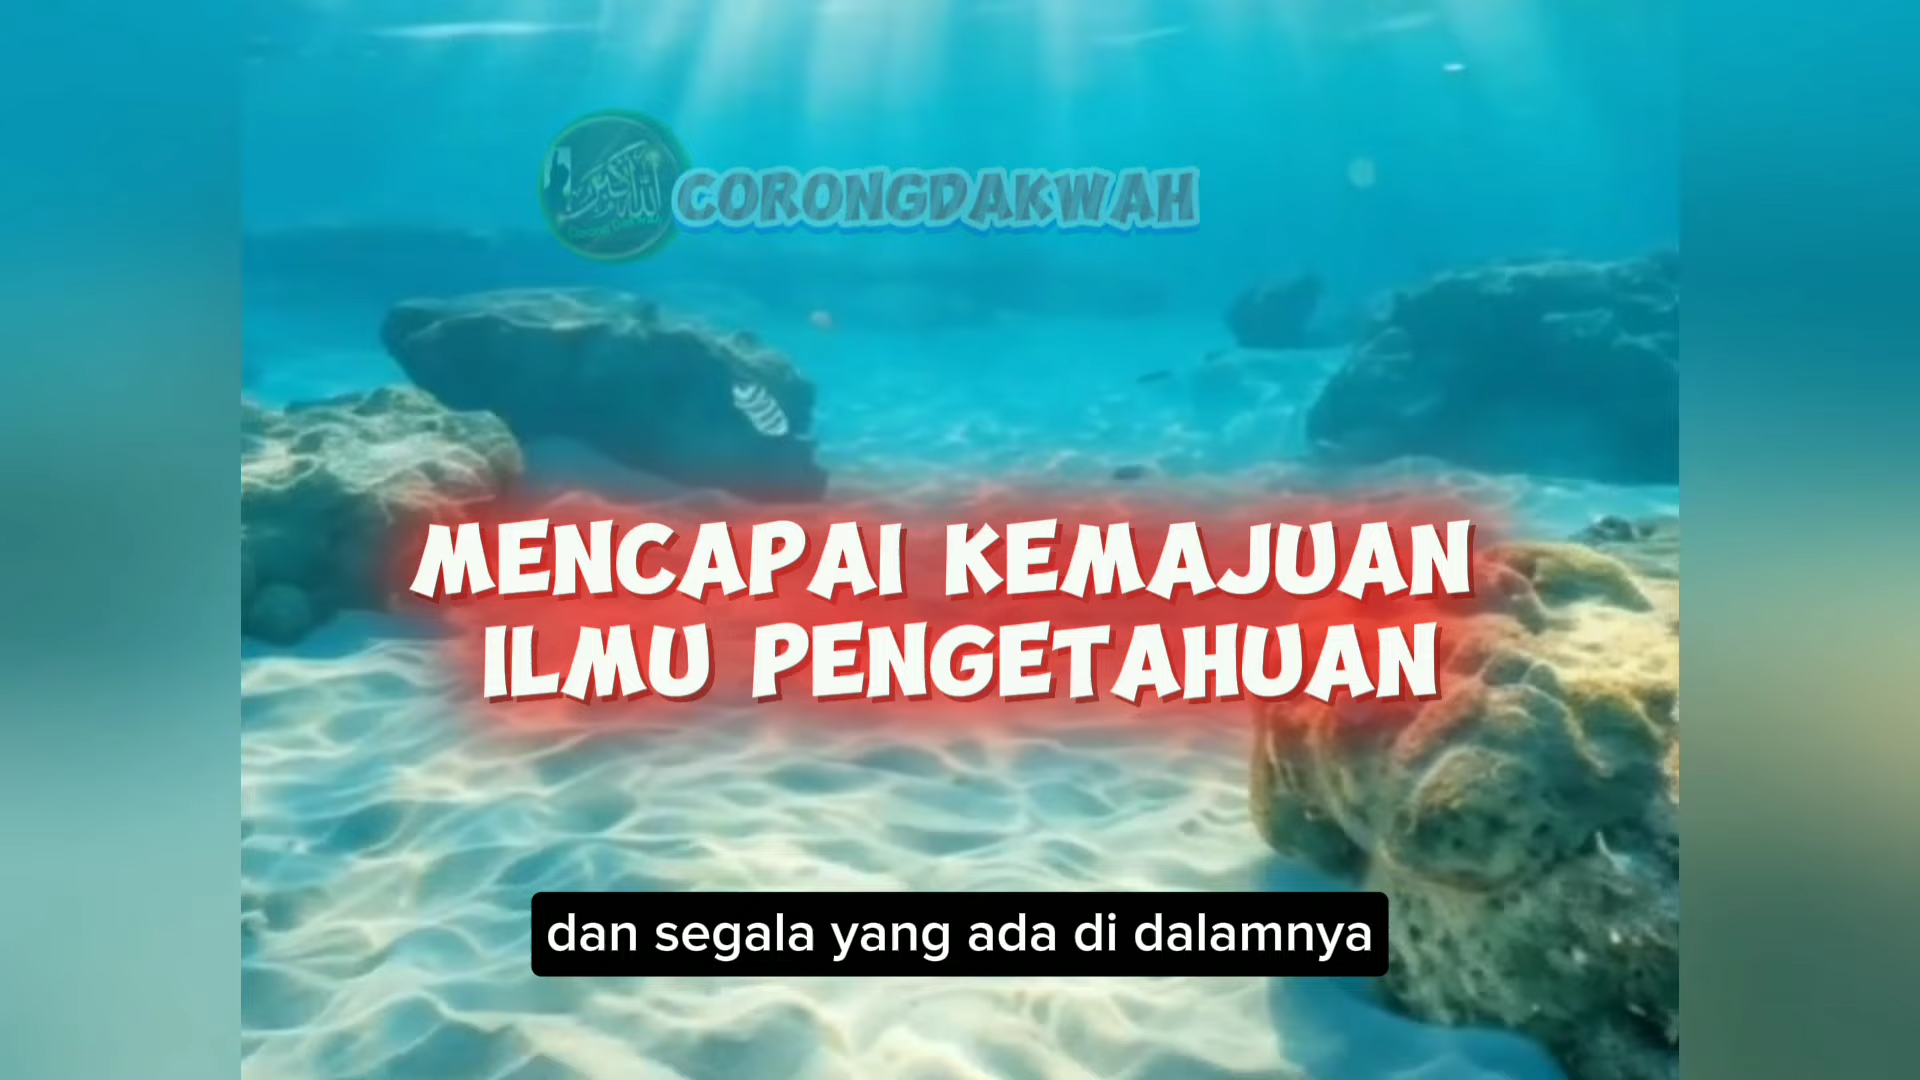 CORONGDAKWAH
MENCAPAI KEMAJUAN
ILMU PENGETAHUAN
dan segala yang ada di dalamnya